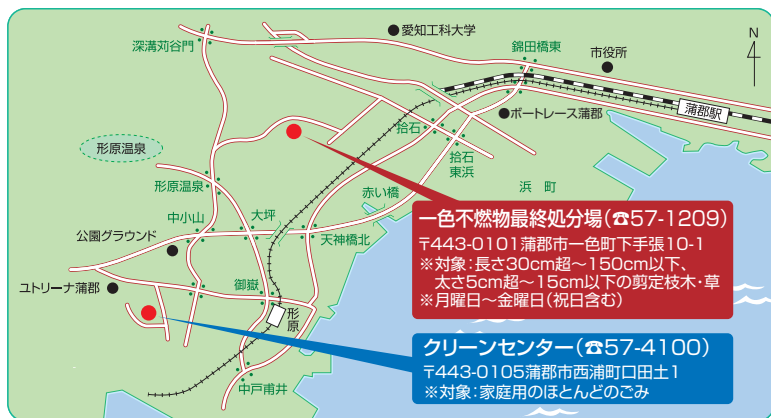 愛知工科大学
深溝苅谷門
錦田橋東
市役所
N
蒲郡駅
ボートレース蒲郡
拾石
拾石
東浜
形原温泉
形原温泉
赤い橋
浜町
中小山
大坪
公園グラウンド
天神橋北
ユトリーナ蒲郡
御嶽
形原
中戸甫井
一色不燃物最終処分場(☎57-1209)
〒443-0101蒲郡市一色町下手張10-1
※対象:長さ30cm超~150cm以下、
太さ5cm超~15cm以下の剪定枝木・草
※月曜日~金曜日(祝日含む)
クリーンセンター(☎57-4100)
〒443-0105蒲郡市西浦町口田土1
※対象:家庭用のほとんどのごみ